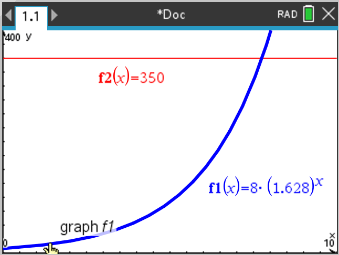 1.1 *Doc RAD
400 y
f2(x)=350
f1(x)=8·(1.628)^x
graph f1
0 10 x